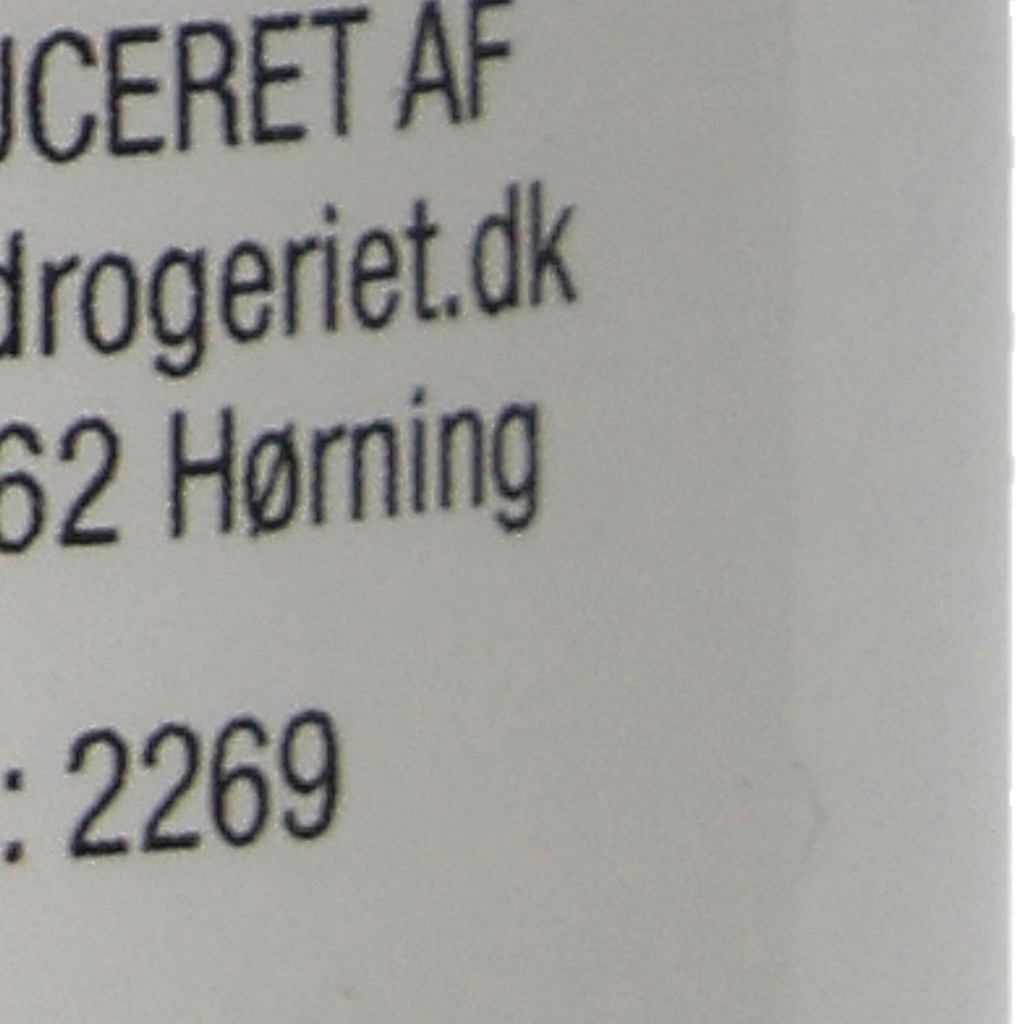 UCERET AF
drogeriet.dk
62 Hørning
: 2269